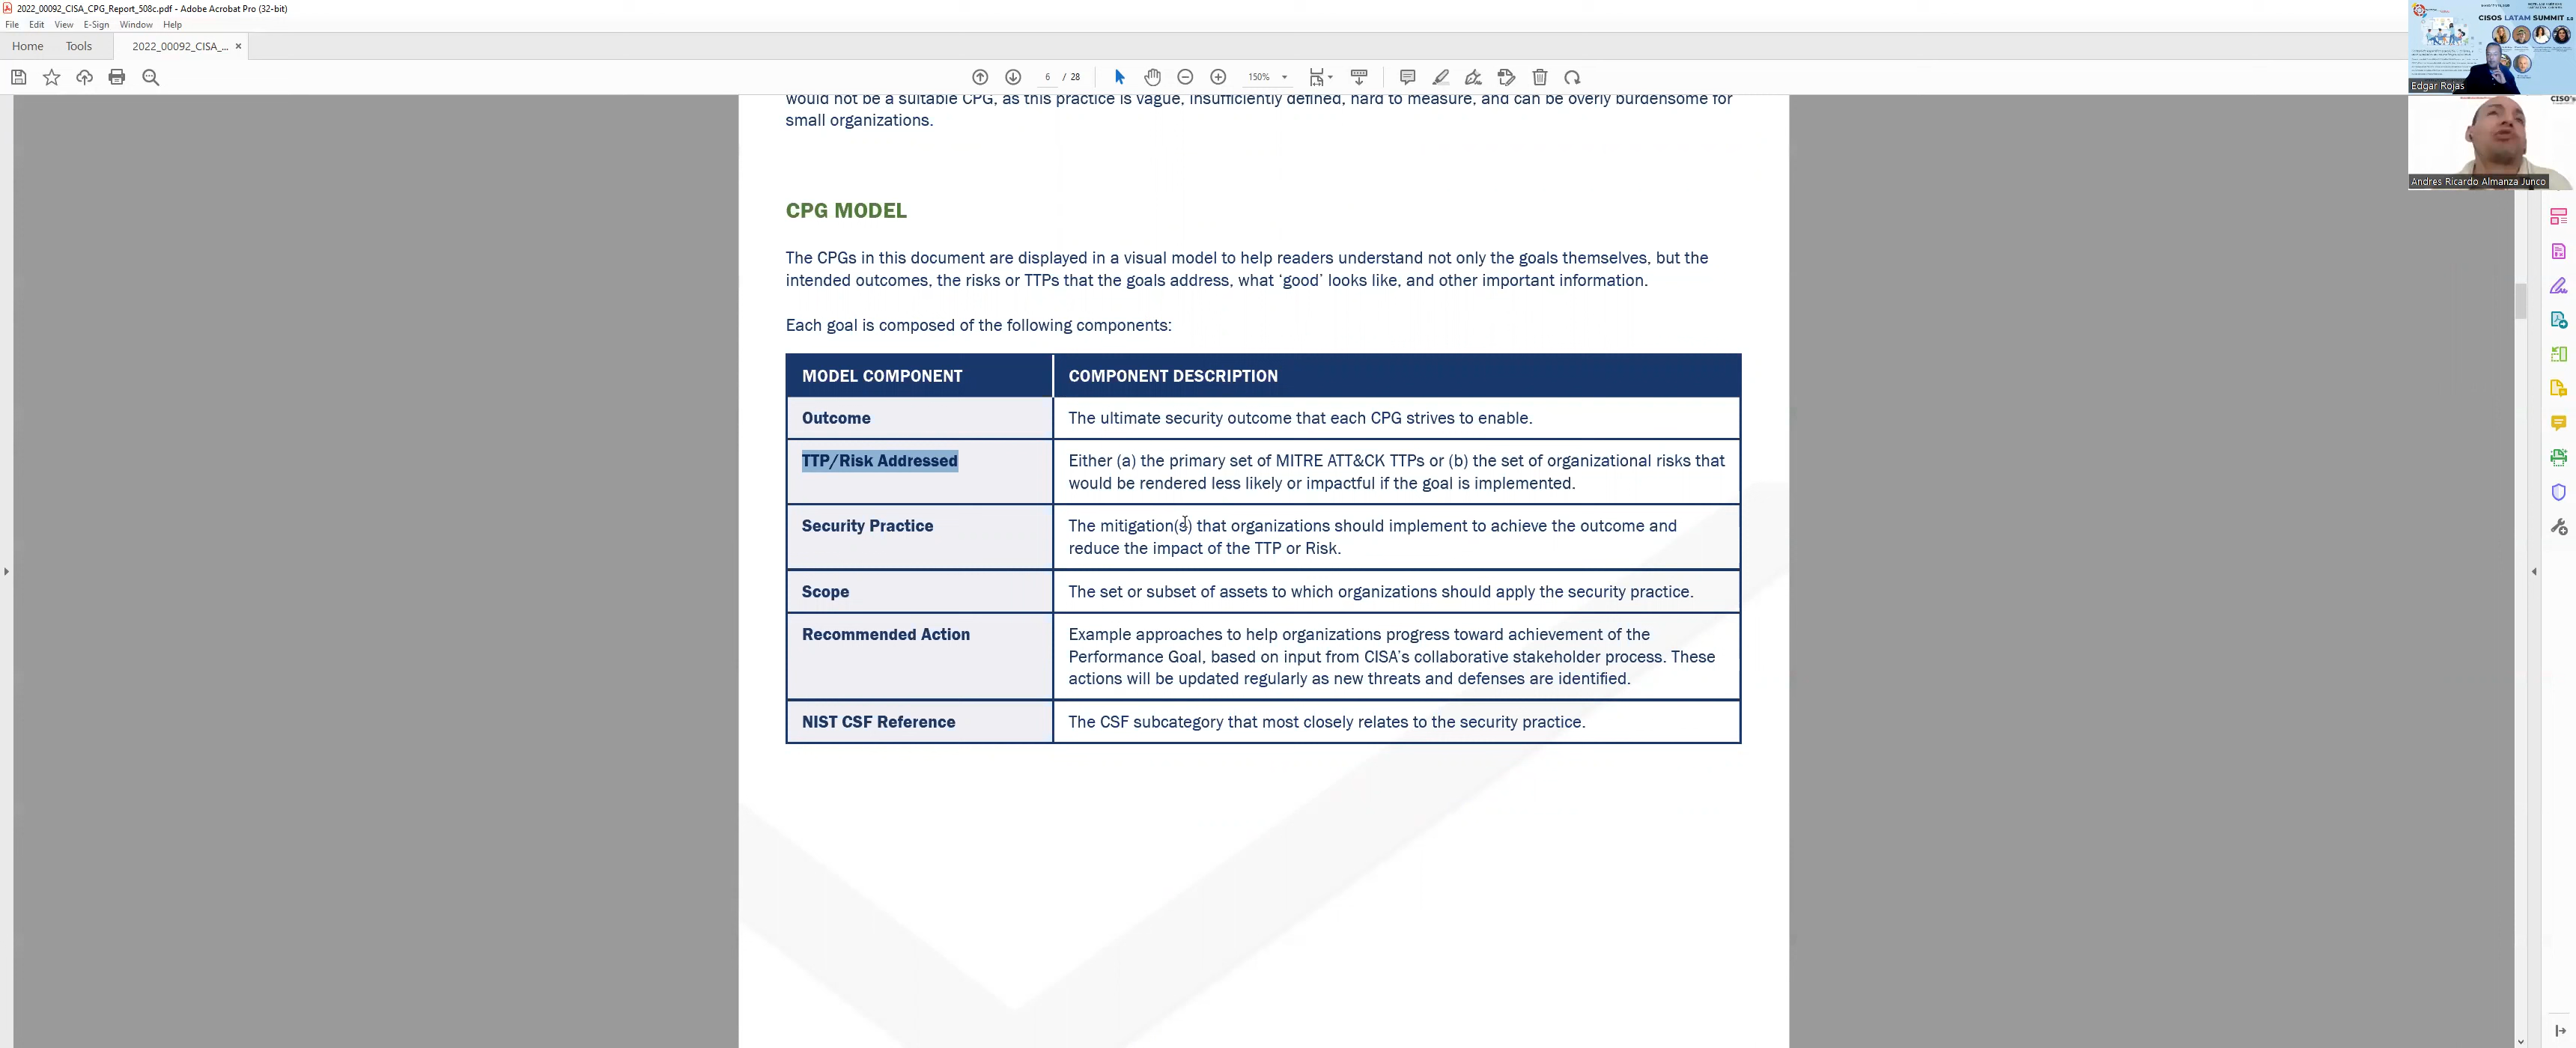 2022_00092_CISA_CPG_Report_508c.pdf - Adobe Acrobat Pro (32-bit)
File Edit View E-Sign Window Help
Home Tools 2022_00092_CISA_... ×
6 / 28 150%
would not be a suitable CPG, as this practice is vague, insufficiently defined, hard to measure, and can be overly burdensome for
small organizations.
CPG MODEL
The CPGs in this document are displayed in a visual model to help readers understand not only the goals themselves, but the
intended outcomes, the risks or TTPs that the goals address, what ‘good’ looks like, and other important information.
Each goal is composed of the following components:
MODEL COMPONENT COMPONENT DESCRIPTION
Outcome The ultimate security outcome that each CPG strives to enable.
TTP/Risk Addressed Either (a) the primary set of MITRE ATT&CK TTPs or (b) the set of organizational risks that
would be rendered less likely or impactful if the goal is implemented.
Security Practice The mitigation(s) that organizations should implement to achieve the outcome and
reduce the impact of the TTP or Risk.
Scope The set or subset of assets to which organizations should apply the security practice.
Recommended Action Example approaches to help organizations progress toward achievement of the
Performance Goal, based on input from CISA’s collaborative stakeholder process. These
actions will be updated regularly as new threats and defenses are identified.
NIST CSF Reference The CSF subcategory that most closely relates to the security practice.
CISOS LATAM SUMMIT
Edgar Rojas
CISO's
Andres Ricardo Almanza Junco